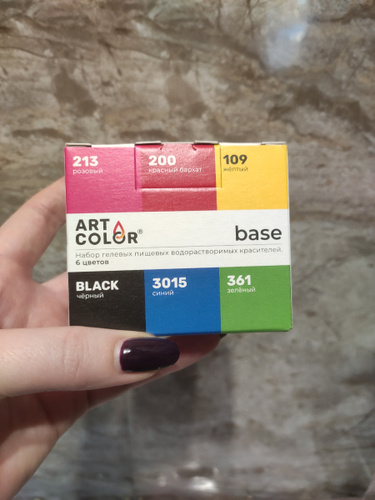 213
розовый
200
красный бархат
109
жёлтый
ART
COLOR®
base
Набор гелевых пищевых водорастворимых красителей.
6 цветов
BLACK
чёрный
3015
синий
361
зелёный